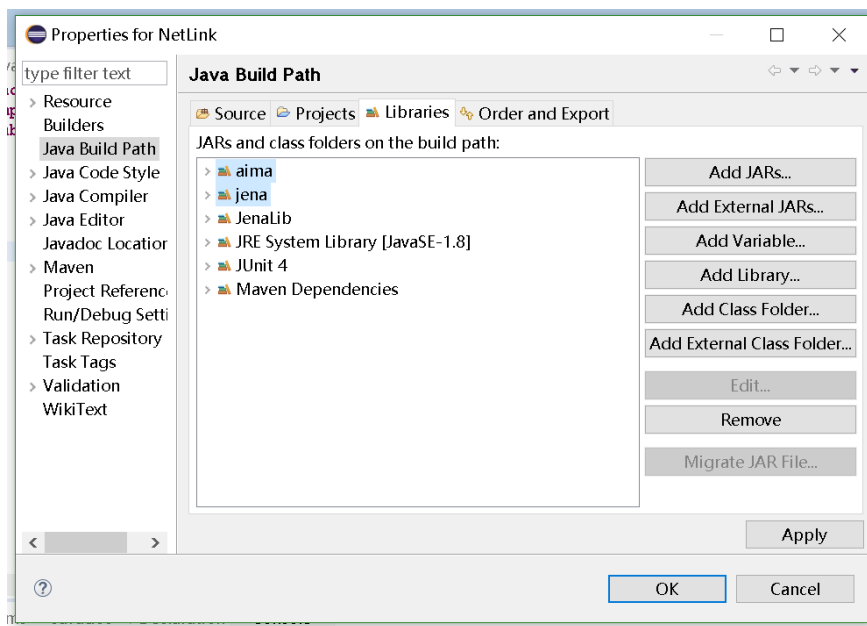 Properties for NetLink
type filter text
Resource
Builders
Java Build Path
Java Code Style
Java Compiler
Java Editor
Javadoc Location
Maven
Project Referenc
Run/Debug Setti
Task Repository
Task Tags
Validation
WikiText
Java Build Path
Source Projects Libraries Order and Export
JARs and class folders on the build path:
aima
jena
JenaLib
JRE System Library [JavaSE-1.8]
JUnit 4
Maven Dependencies
Add JARs...
Add External JARs...
Add Variable...
Add Library...
Add Class Folder...
Add External Class Folder...
Edit...
Remove
Migrate JAR File...
Apply
OK Cancel